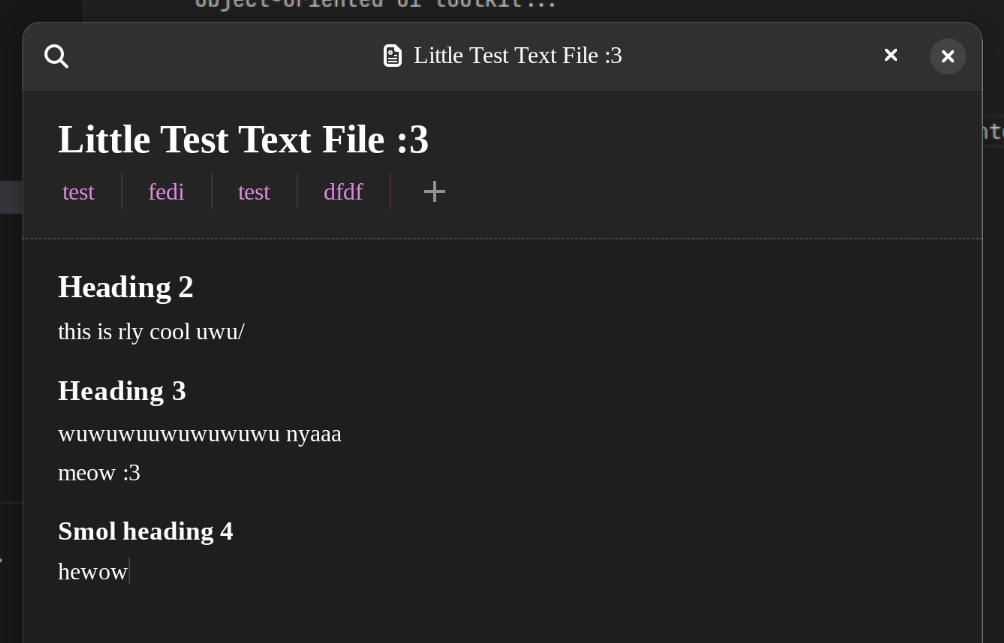 object-oriented UI toolkit...
Little Test Text File :3
Little Test Text File :3
test fedi test dfdf
Heading 2
this is rly cool uwu/
Heading 3
wuwuwuuwuwuwuwu nyaaa
meow :3
Smol heading 4
hewow